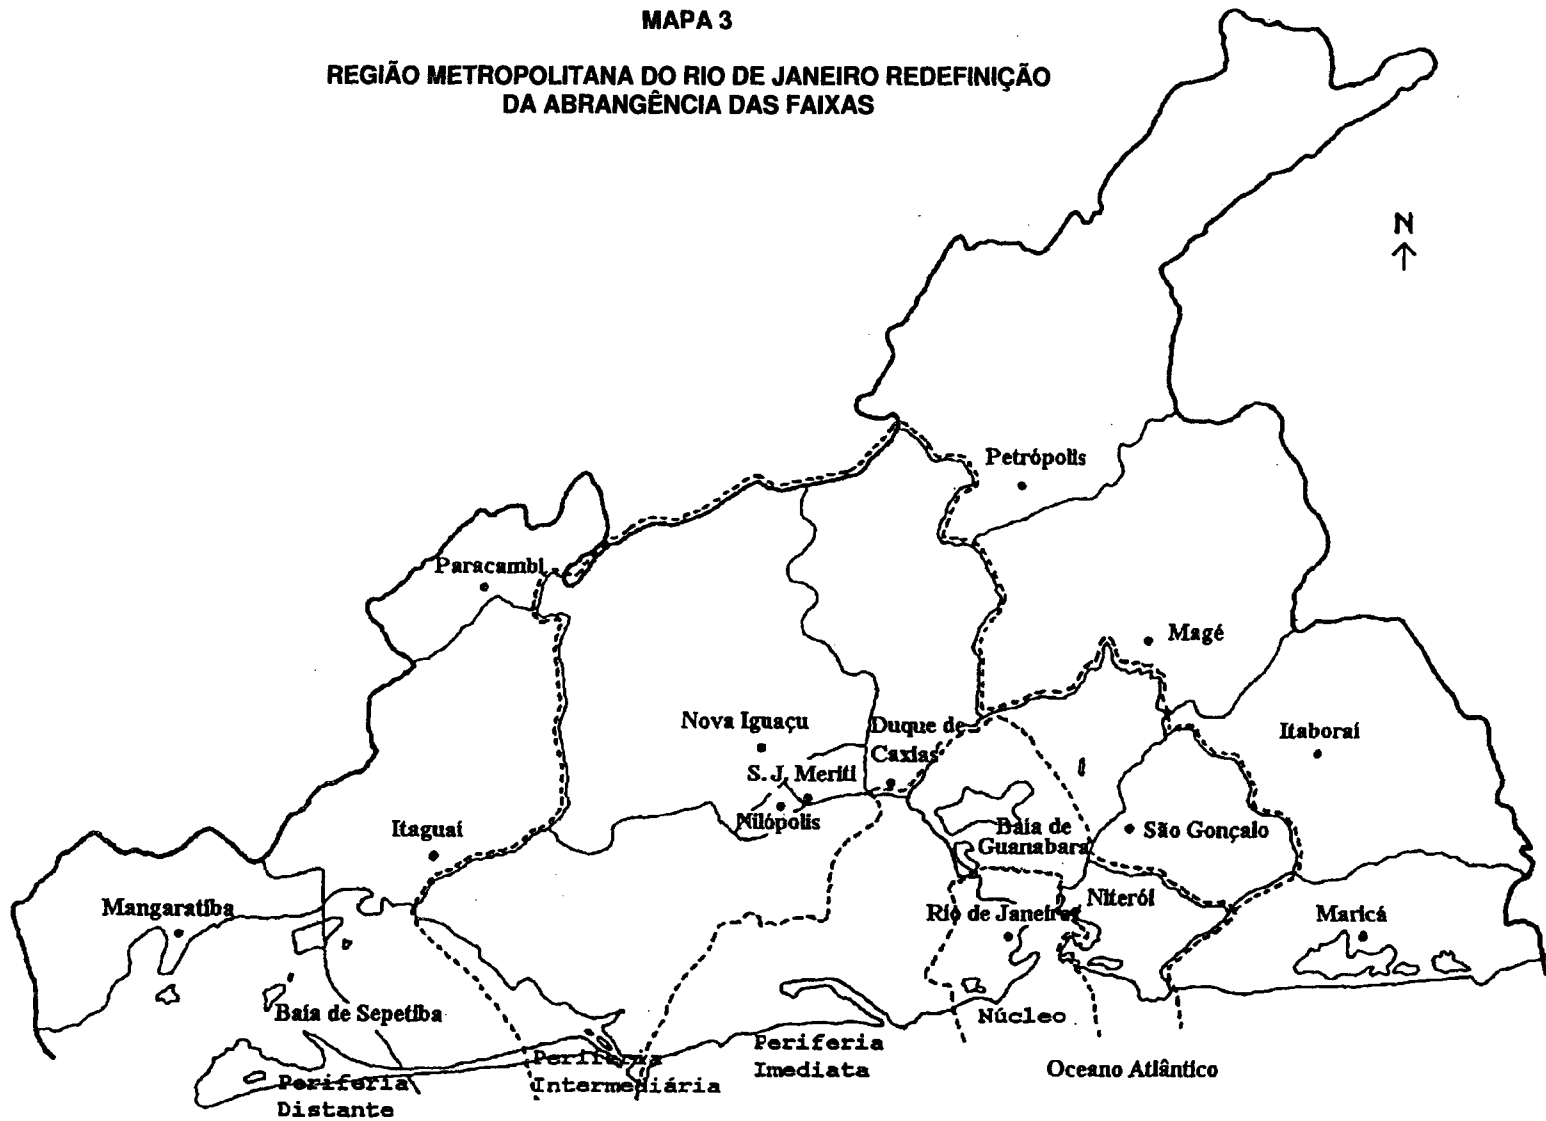 MAPA 3
REGIÃO METROPOLITANA DO RIO DE JANEIRO REDEFINIÇÃO
DA ABRANGÊNCIA DAS FAIXAS
N
Petrópolis
Paracambi
Magé
Nova Iguaçu
Duque de
Caxias
Itaboraí
S. J. Meriti
Nilópolis
Itaguaí
Baía de
Guanabara
São Gonçalo
Mangaratiba
Rio de Janeiro
Niterói
Maricá
Baía de Sepetiba
Núcleo
Periferia
Imediata
Periferia
Intermediária
Oceano Atlântico
Periferia
Distante